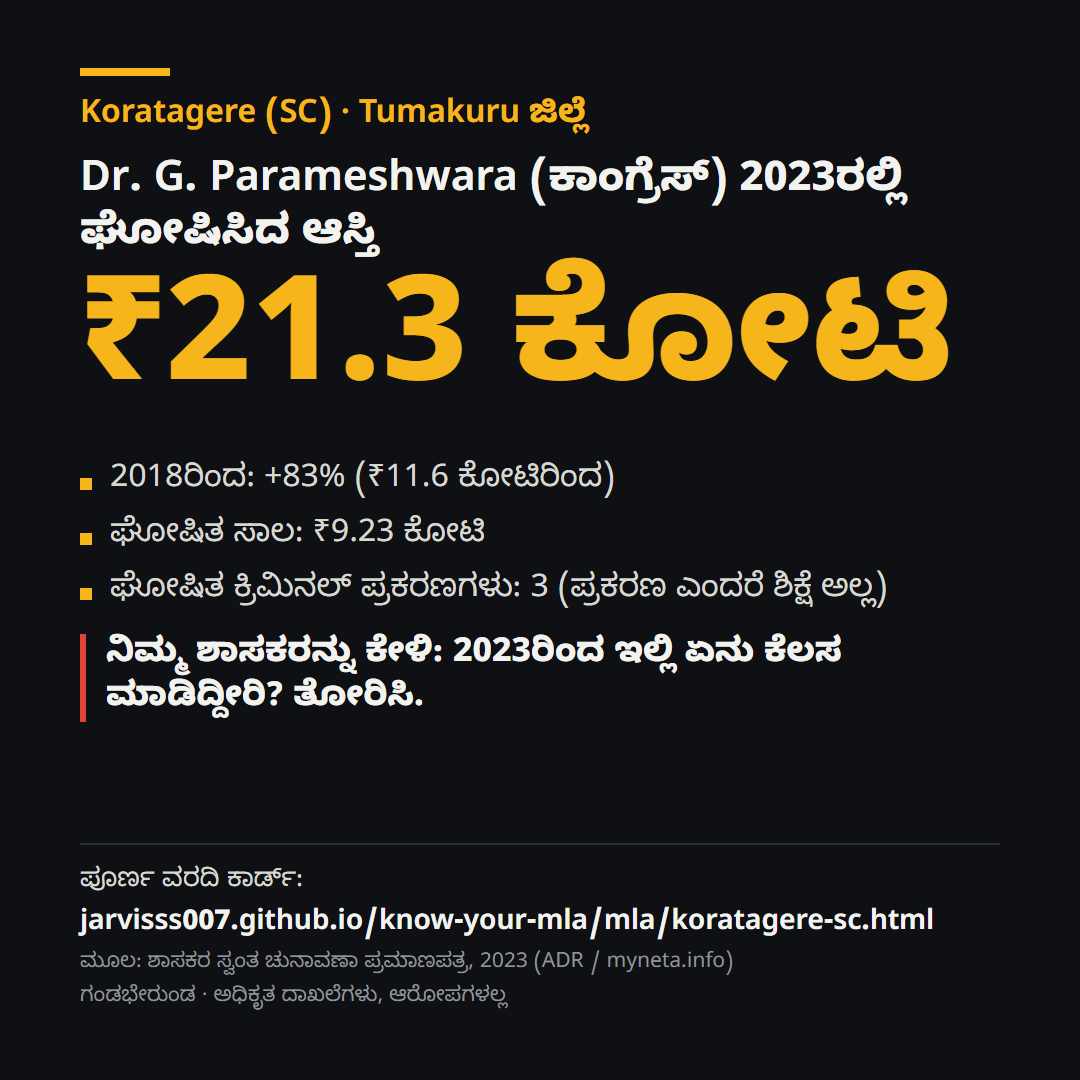 Koratagere (SC) · Tumakuru ಜಿಲ್ಲೆ
Dr. G. Parameshwara (ಕಾಂಗ್ರೆಸ್) 2023ರಲ್ಲಿ
ಘೋಷಿಸಿದ ಆಸ್ತಿ
₹21.3 ಕೋಟಿ
2018ರಿಂದ: +83% (₹11.6 ಕೋಟಿರಿಂದ)
ಘೋಷಿತ ಸಾಲ: ₹9.23 ಕೋಟಿ
ಘೋಷಿತ ಕ್ರಿಮಿನಲ್ ಪ್ರಕರಣಗಳು: 3 (ಪ್ರಕರಣ ಎಂದರೆ ಶಿಕ್ಷೆ ಅಲ್ಲ)
ನಿಮ್ಮ ಶಾಸಕರನ್ನು ಕೇಳಿ: 2023ರಿಂದ ಇಲ್ಲಿ ಏನು ಕೆಲಸ
ಮಾಡಿದ್ದೀರಿ? ತೋರಿಸಿ.
ಪೂರ್ಣ ವರದಿ ಕಾರ್ಡ್:
jarvisss007.github.io/know-your-mla/mla/koratagere-sc.html
ಮೂಲ: ಶಾಸಕರ ಸ್ವಂತ ಚುನಾವಣಾ ಪ್ರಮಾಣಪತ್ರ, 2023 (ADR / myneta.info)
ಗಂಡಭೇರುಂಡ · ಅಧಿಕೃತ ದಾಖಲೆಗಳು, ಆರೋಪಗಳಲ್ಲ